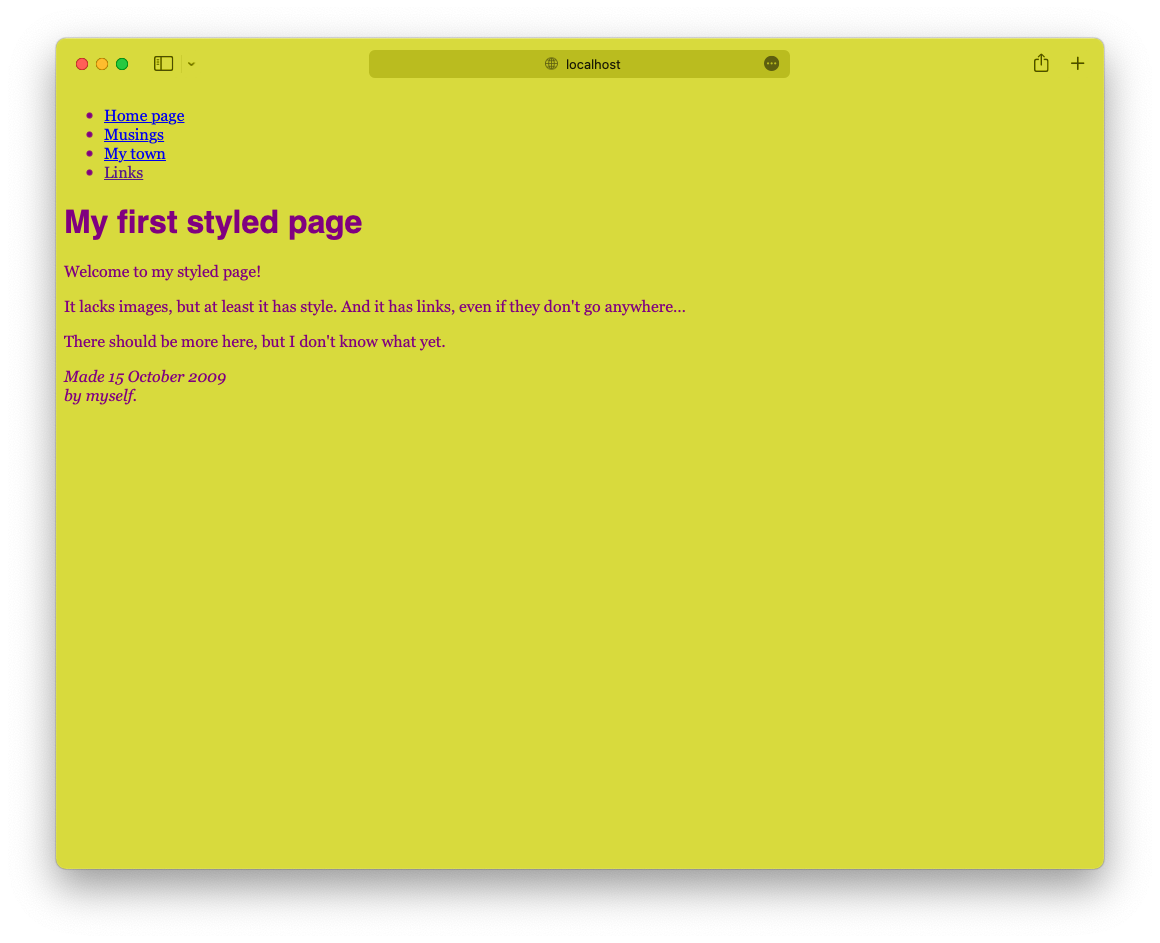 localhost
Home page
Musings
My town
Links
My first styled page
Welcome to my styled page!
It lacks images, but at least it has style. And it has links, even if they don't go anywhere...
There should be more here, but I don't know what yet.
Made 15 October 2009
by myself.